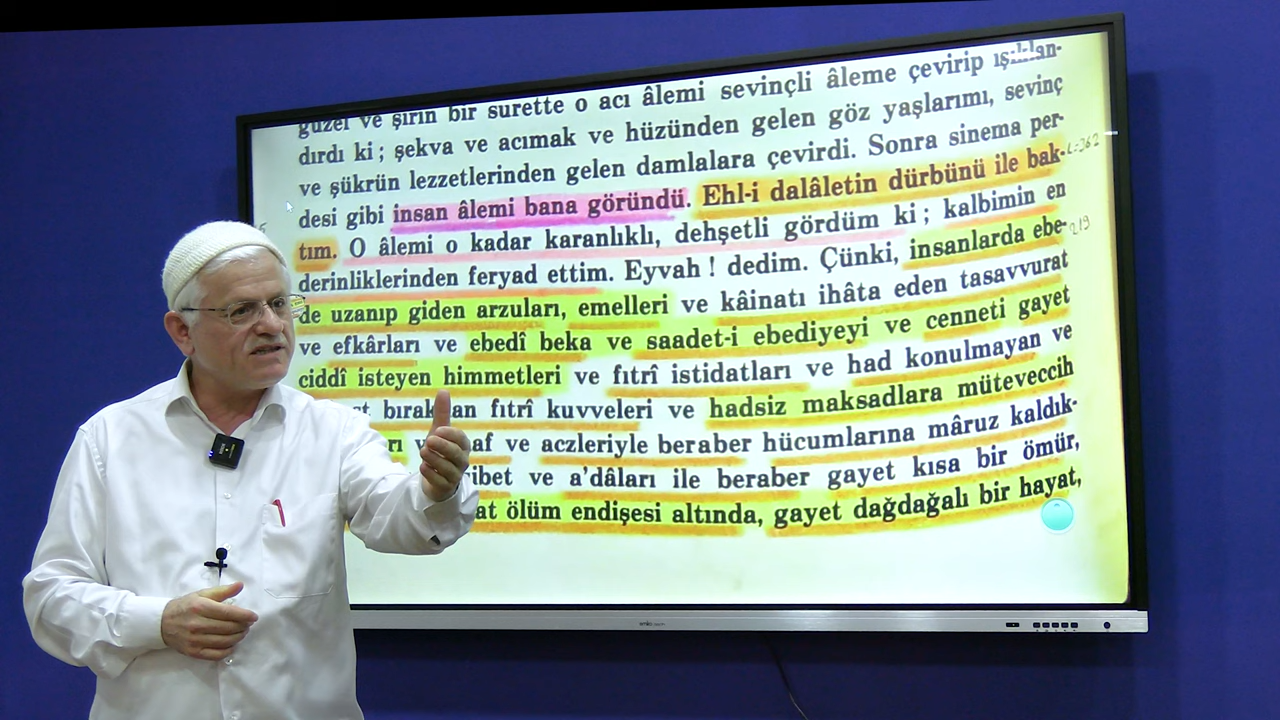 güzel ve şirin bir surette o acı âlemi sevinçli âleme çevirip ışıklan-
dırdı ki; şekva ve acımak ve hüzünden gelen göz yaşlarımı, sevinç
ve şükrün lezzetlerinden gelen damlalara çevirdi. Sonra sinema per-
desi gibi insan âlemi bana göründü. Ehl-i dalâletin dürbünü ile bak-
tım. O âlemi o kadar karanlıklı, dehşetli gördüm ki; kalbimin en
derinliklerinden feryad ettim. Eyvah! dedim. Çünki, insanlarda ebe-
de uzanıp giden arzuları, emelleri ve kâinatı ihâta eden tasavvurat
ve efkârları ve ebedî beka ve saadet-i ebediyeyi ve cenneti gayet
ciddî isteyen himmetleri ve fıtrî istidatları ve had konulmayan ve
fıtrî kuvveleri ve hadsiz maksadlara müteveccih
ve aczleriyle beraber hücumlarına mâruz kaldık-
ve a'dâları ile beraber gayet kısa bir ömür,
ölüm endişesi altında, gayet dağdağalı bir hayat,